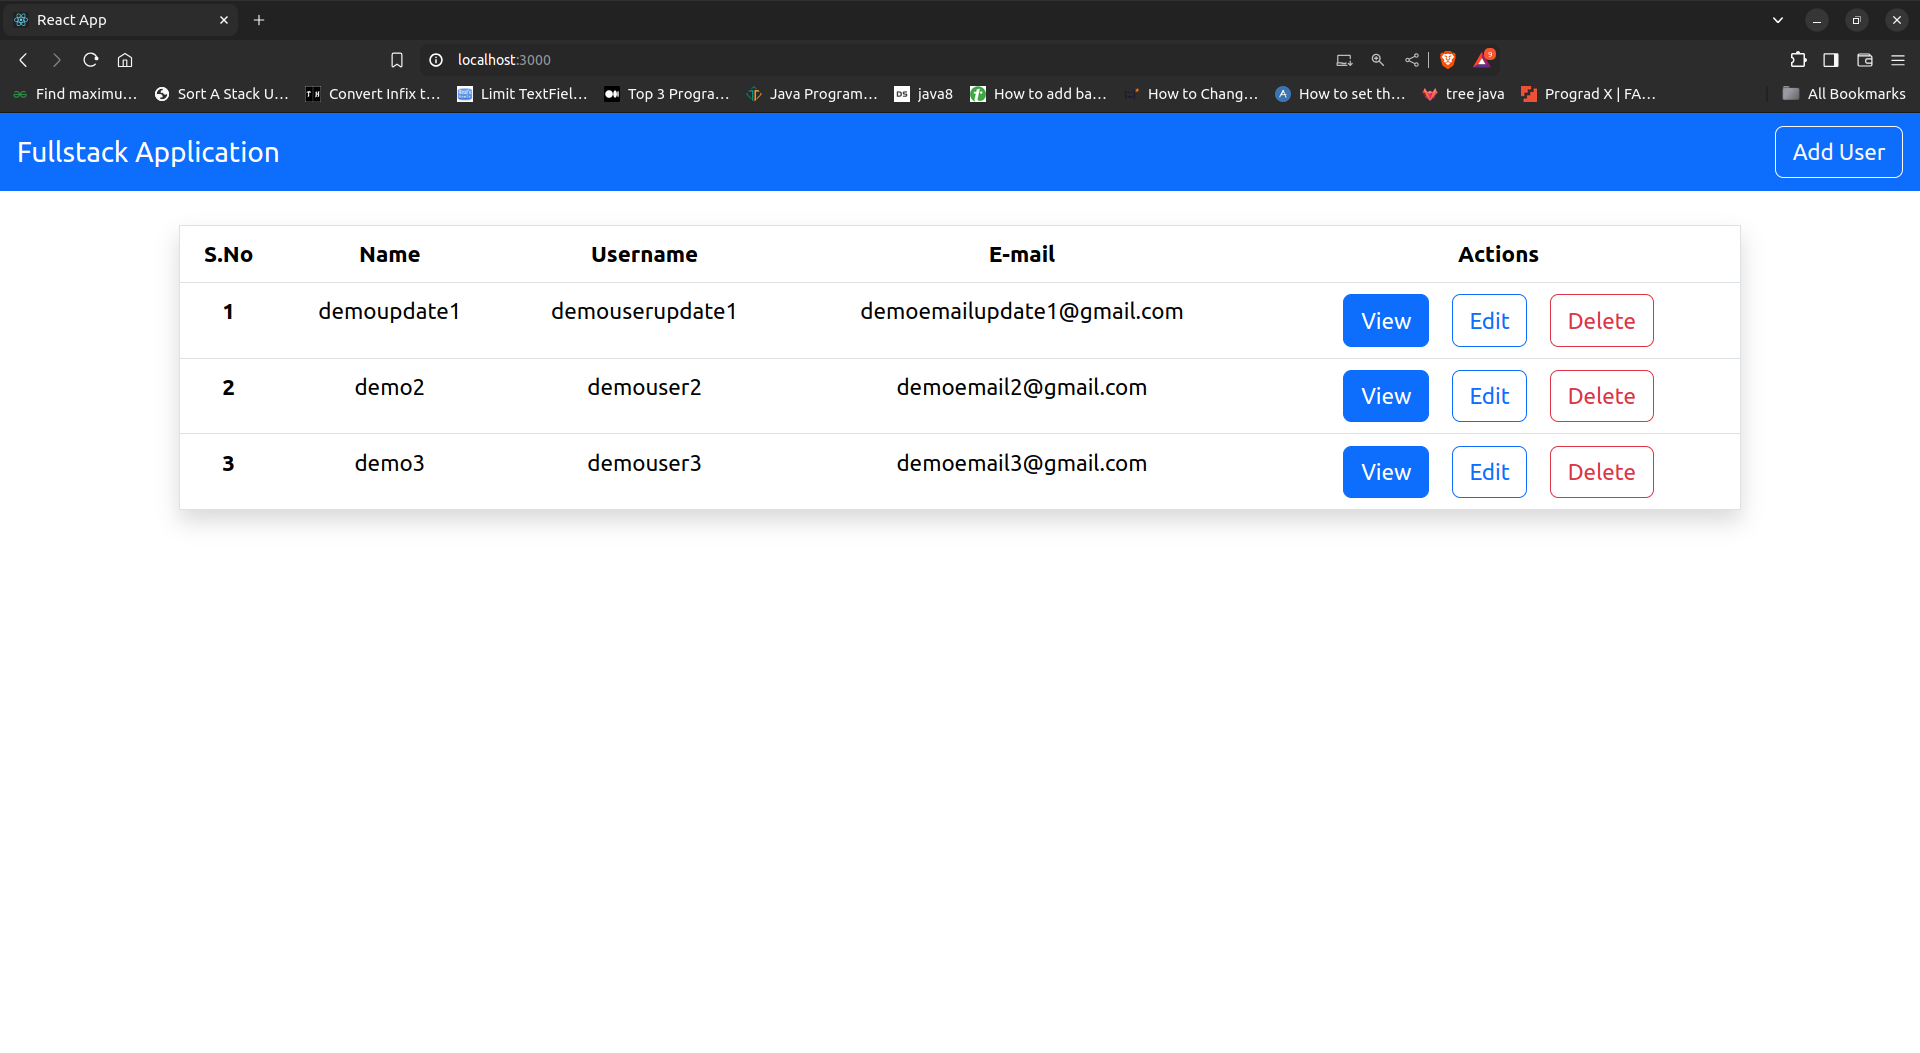 React App
localhost:3000
9
Find maximu... Sort A Stack U... Convert Infix t... Limit TextFiel... Top 3 Progra... Java Program... DS java8 How to add ba... How to Chang... How to set th... tree java Prograd X | FA... All Bookmarks
Fullstack Application Add User
S.No Name Username E-mail Actions
1 demoupdate1 demouserupdate1 demoemailupdate1@gmail.com View Edit Delete
2 demo2 demouser2 demoemail2@gmail.com View Edit Delete
3 demo3 demouser3 demoemail3@gmail.com View Edit Delete